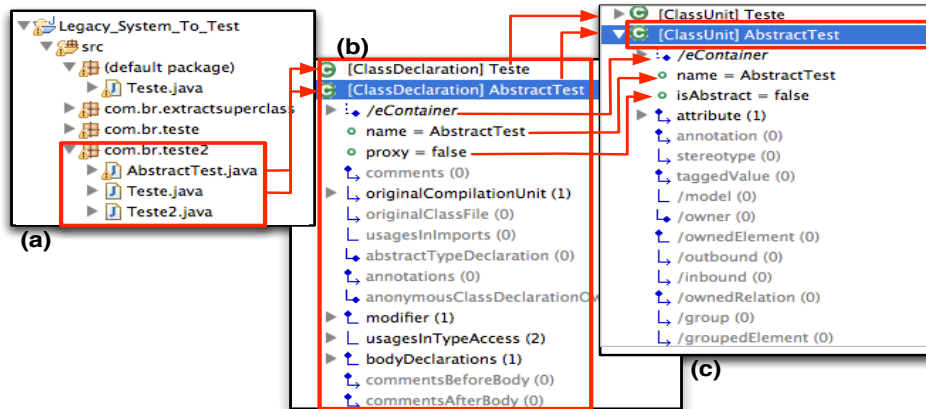 Legacy_System_To_Test
src
(default package)
Teste.java
com.br.extractsuperclass
com.br.teste
com.br.teste2
AbstractTest.java
Teste.java
Teste2.java
(a)
(b)
[ClassDeclaration] Teste
[ClassDeclaration] AbstractTest
/eContainer
name = AbstractTest
proxy = false
comments (0)
originalCompilationUnit (1)
originalClassFile (0)
usagesInImports (0)
abstractTypeDeclaration (0)
annotations (0)
anonymousClassDeclarationOw
modifier (1)
usagesInTypeAccess (2)
bodyDeclarations (1)
commentsBeforeBody (0)
commentsAfterBody (0)
[ClassUnit] Teste
[ClassUnit] AbstractTest
/eContainer
name = AbstractTest
isAbstract = false
attribute (1)
annotation (0)
stereotype (0)
taggedValue (0)
/model (0)
/owner (0)
/ownedElement (0)
/outbound (0)
/inbound (0)
/ownedRelation (0)
/group (0)
/groupedElement (0)
(c)